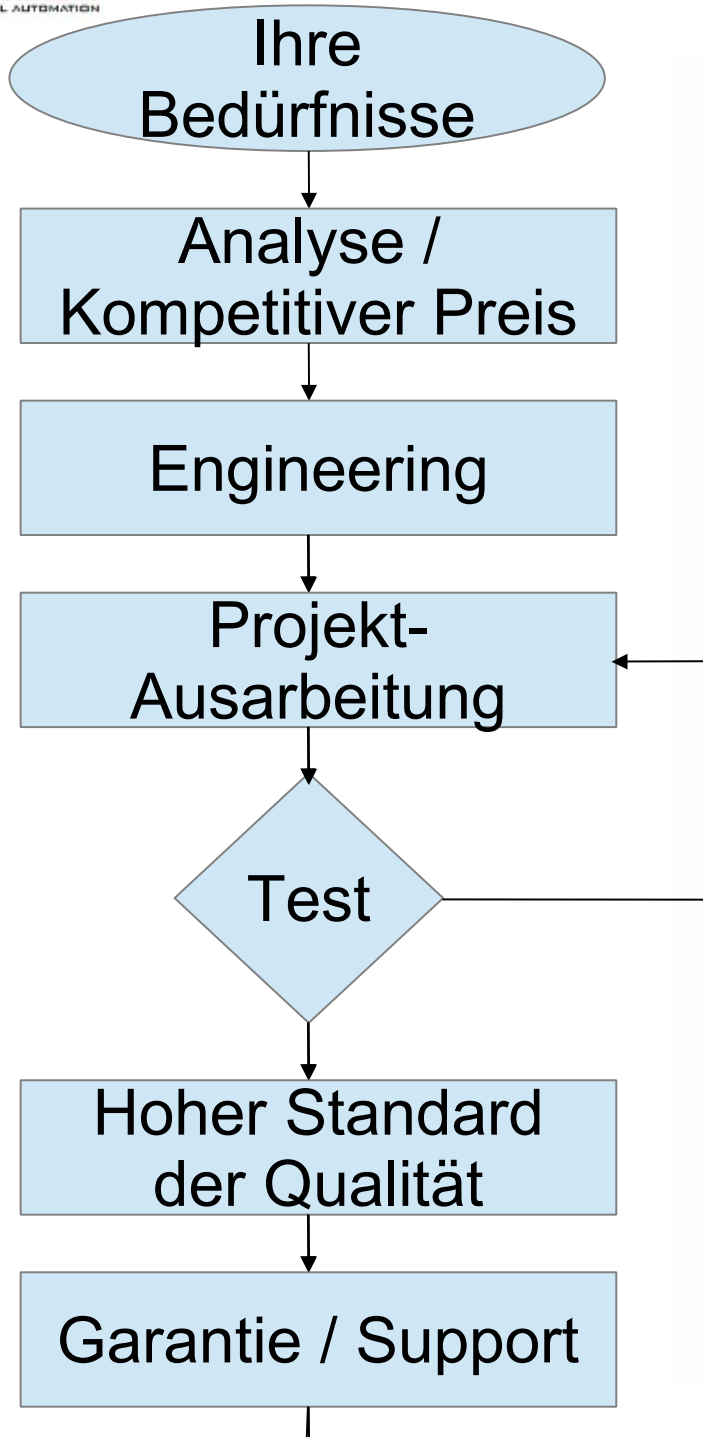 L AUTOMATION
Ihre
Bedürfnisse
Analyse /
Kompetitiver Preis
Engineering
Projekt-
Ausarbeitung
Test
Hoher Standard
der Qualität
Garantie / Support